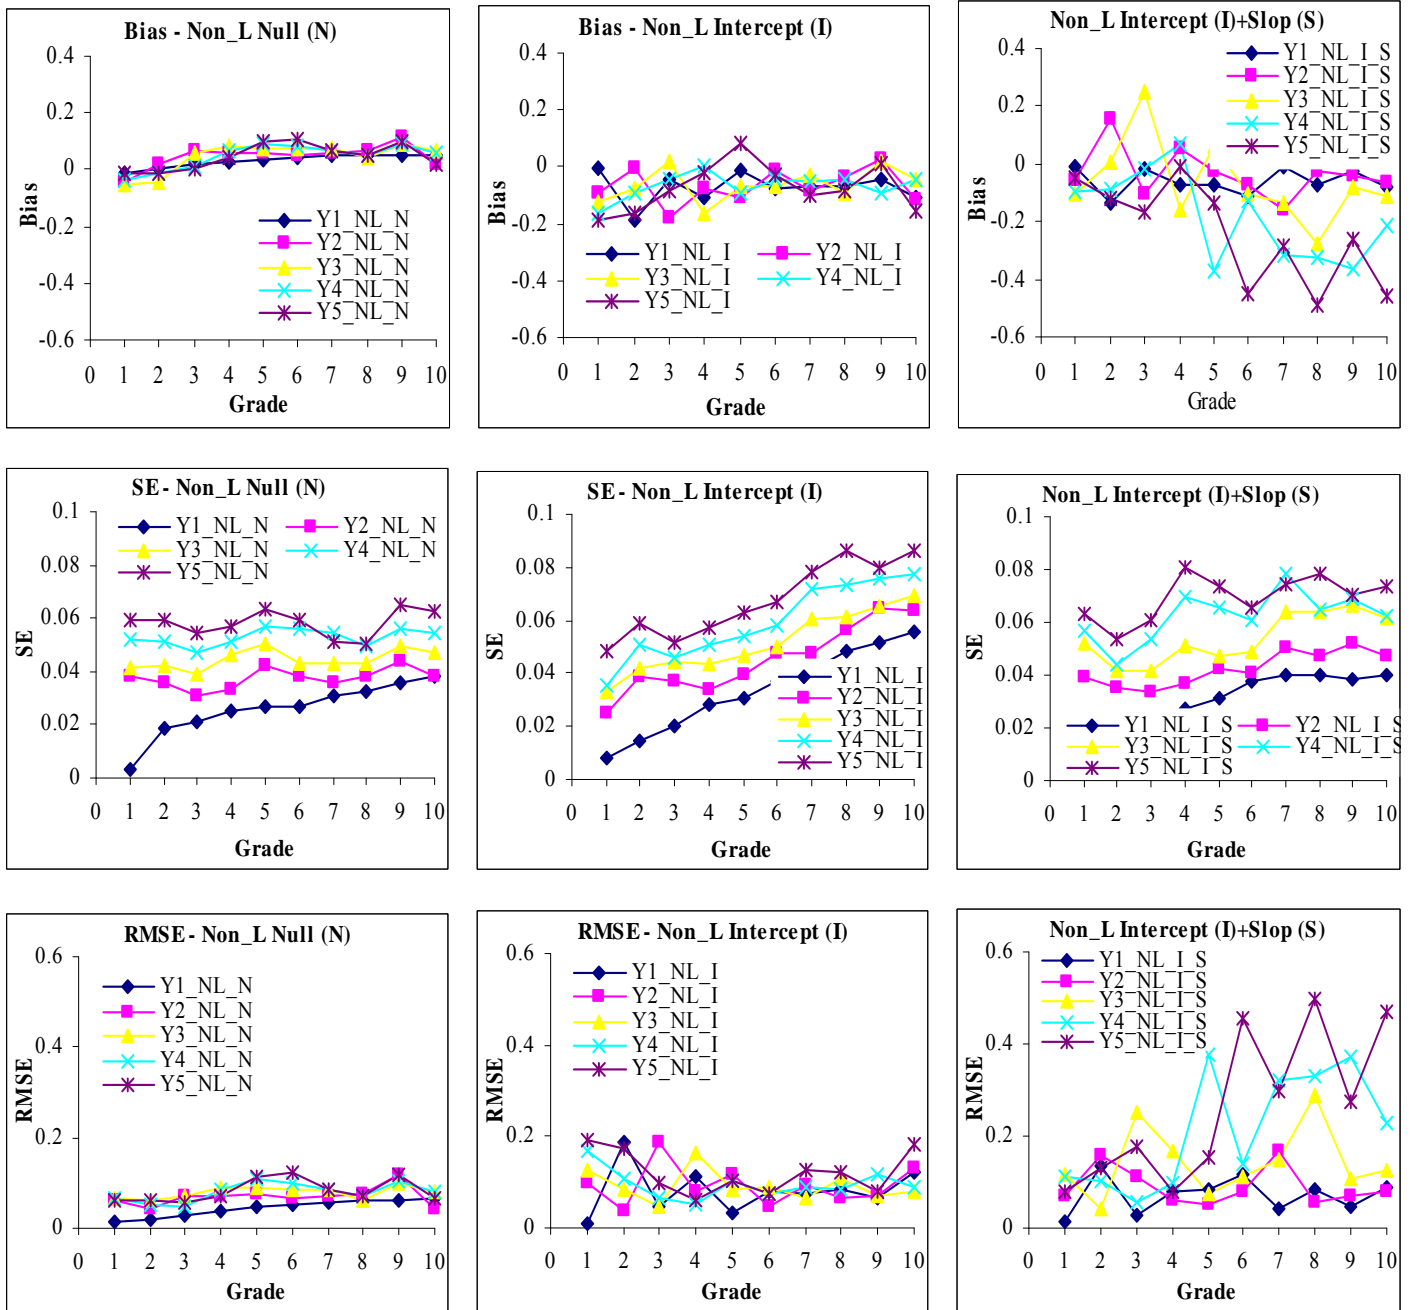 Bias - Non_L Null (N)
0.4
0.2
0
-0.2
-0.4
-0.6
Bias
Y1_NL_N
Y2_NL_N
Y3_NL_N
Y4_NL_N
Y5_NL_N
0 1 2 3 4 5 6 7 8 9 10
Grade
Bias - Non_L Intercept (I)
0.4
0.2
0
-0.2
-0.4
-0.6
Bias
Y1_NL_I Y2_NL_I
Y3_NL_I Y4_NL_I
Y5_NL_I
0 1 2 3 4 5 6 7 8 9 10
Grade
Non_L Intercept (I)+Slop (S)
0.4
0.2
0
-0.2
-0.4
-0.6
Bias
Y1_NL_I_S
Y2_NL_I_S
Y3_NL_I_S
Y4_NL_I_S
Y5_NL_I_S
0 1 2 3 4 5 6 7 8 9 10
Grade
SE - Non_L Null (N)
0.1
0.08
0.06
0.04
0.02
0
SE
Y1_NL_N Y2_NL_N
Y3_NL_N Y4_NL_N
Y5_NL_N
0 1 2 3 4 5 6 7 8 9 10
Grade
SE - Non_L Intercept (I)
0.1
0.08
0.06
0.04
0.02
0
SE
Y1_NL_I
Y2_NL_I
Y3_NL_I
Y4_NL_I
Y5_NL_I
0 1 2 3 4 5 6 7 8 9 10
Grade
Non_L Intercept (I)+Slop (S)
0.1
0.08
0.06
0.04
0.02
0
SE
Y1_NL_I_S Y2_NL_I_S
Y3_NL_I_S Y4_NL_I_S
Y5_NL_I_S
0 1 2 3 4 5 6 7 8 9 10
Grade
RMSE - Non_L Null (N)
0.6
0.4
0.2
0
RMSE
Y1_NL_N
Y2_NL_N
Y3_NL_N
Y4_NL_N
Y5_NL_N
0 1 2 3 4 5 6 7 8 9 10
Grade
RMSE - Non_L Intercept (I)
0.6
0.4
0.2
0
RMSE
Y1_NL_I
Y2_NL_I
Y3_NL_I
Y4_NL_I
Y5_NL_I
0 1 2 3 4 5 6 7 8 9 10
Grade
Non_L Intercept (I)+Slop (S)
0.6
0.4
0.2
0
RMSE
Y1_NL_I_S
Y2_NL_I_S
Y3_NL_I_S
Y4_NL_I_S
Y5_NL_I_S
0 1 2 3 4 5 6 7 8 9 10
Grade